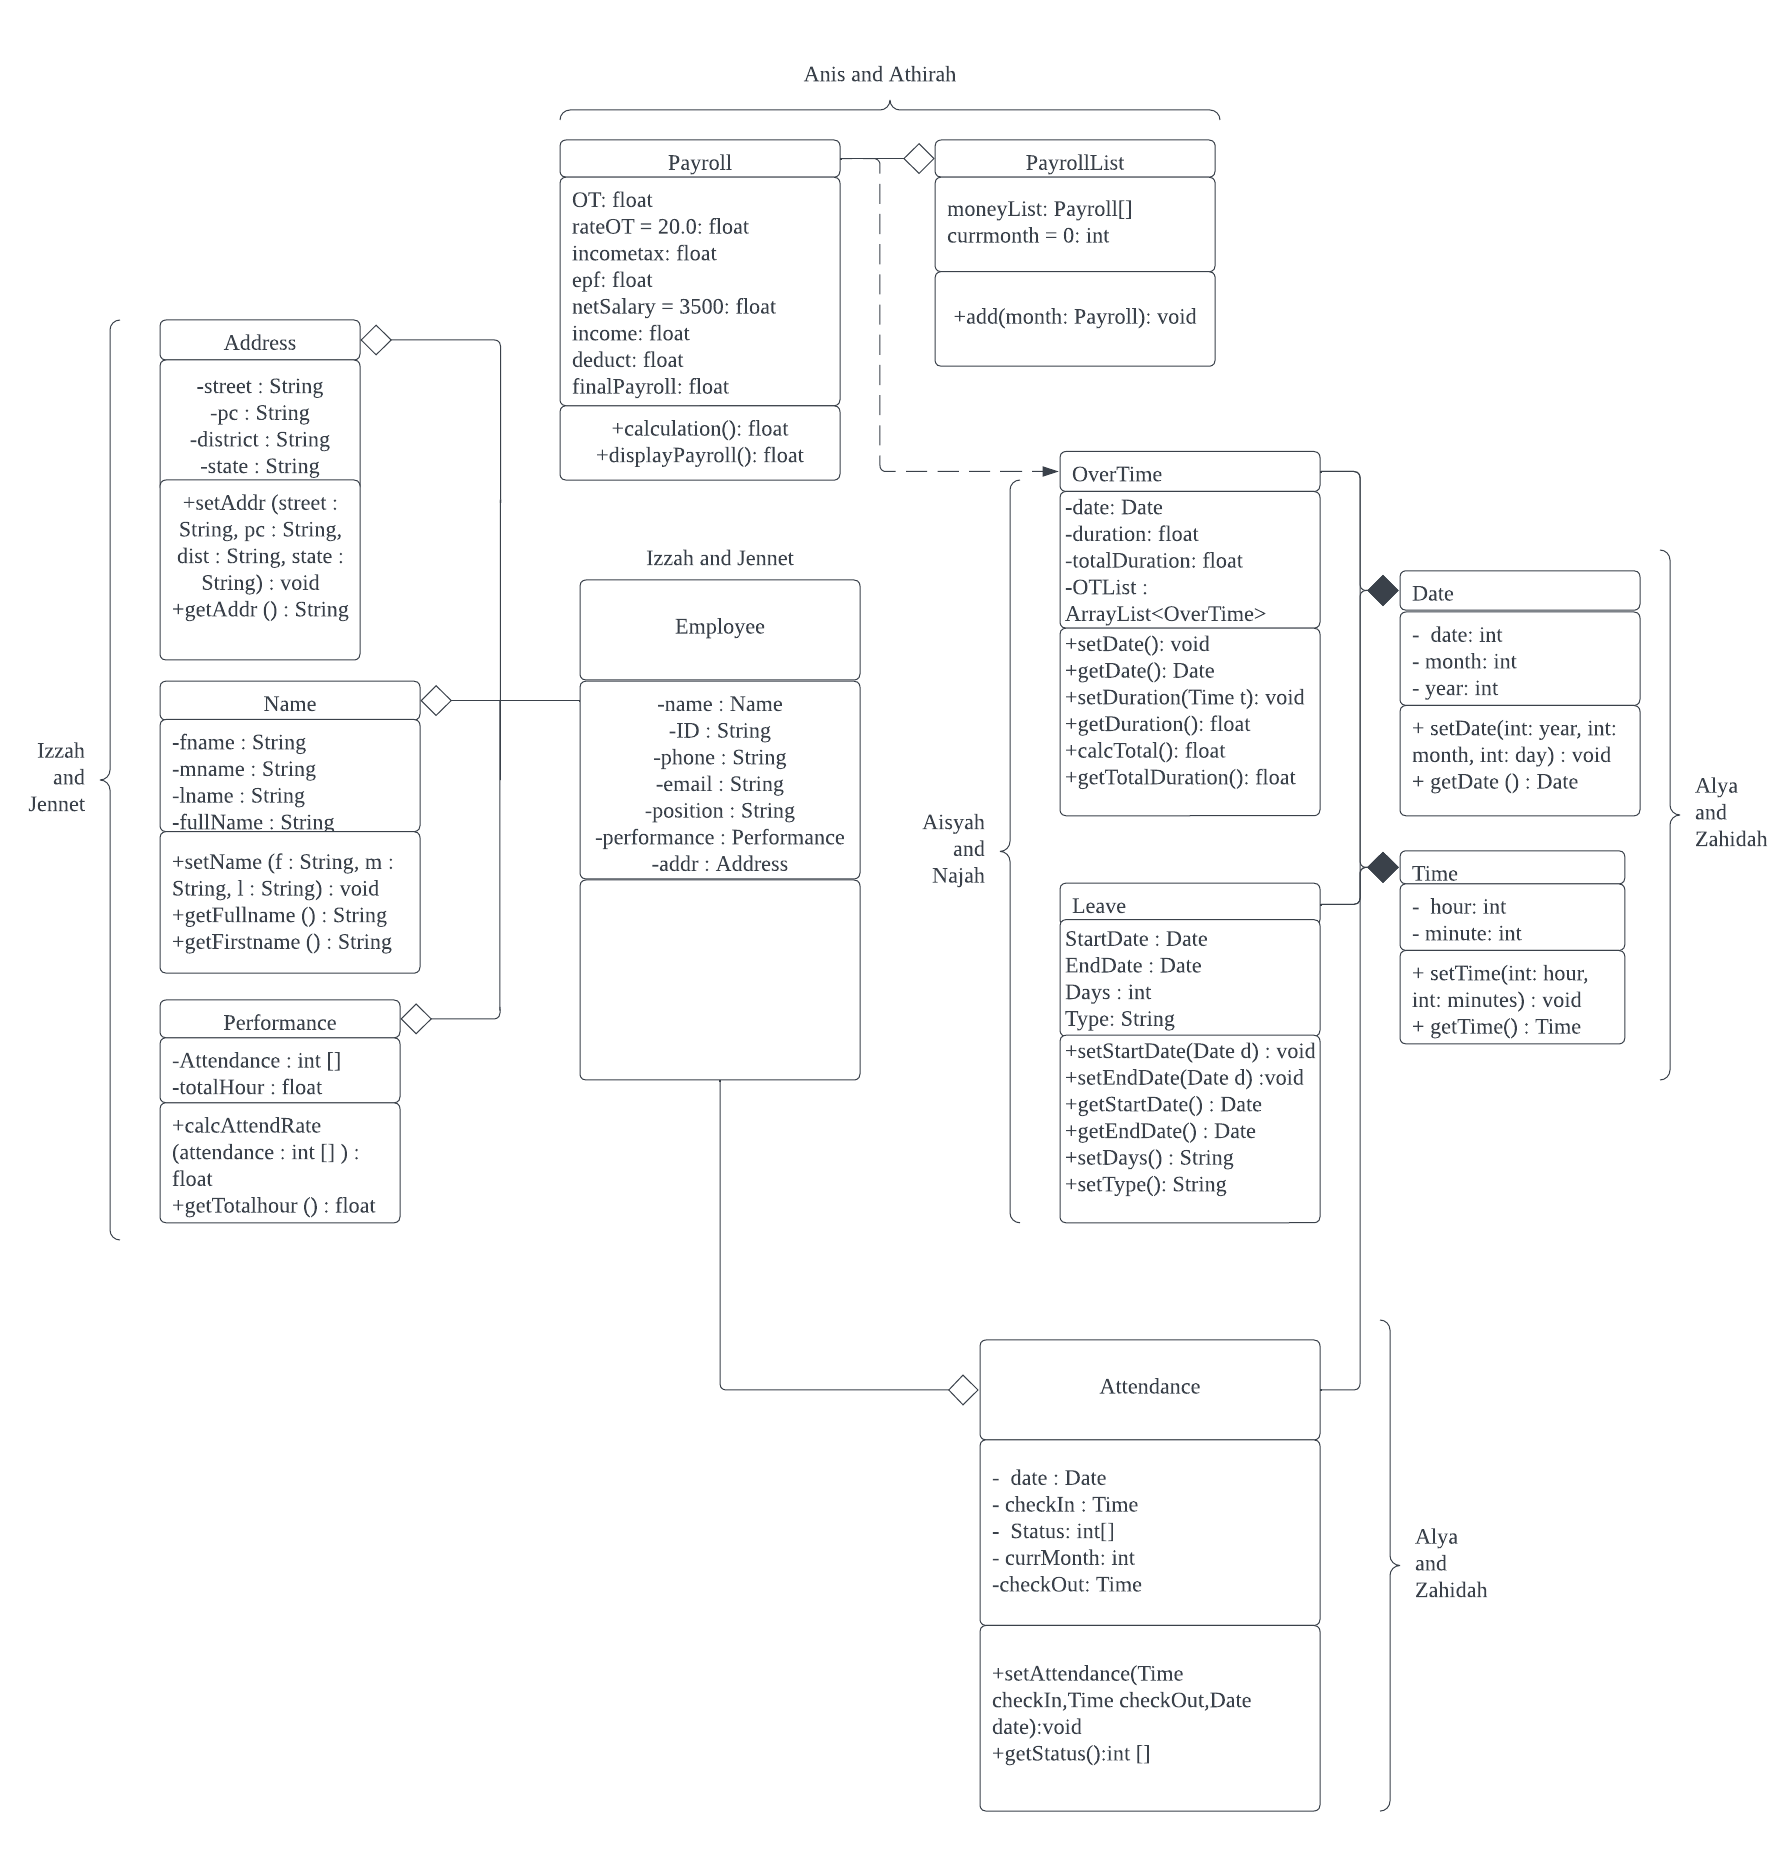 Anis and Athirah
Payroll
OT: float
rateOT = 20.0: float
incometax: float
epf: float
netSalary = 3500: float
income: float
deduct: float
finalPayroll: float
+calculation(): float
+displayPayroll(): float
PayrollList
moneyList: Payroll[]
currmonth = 0: int
+add(month: Payroll): void
Address
-street : String
-pc : String
-district : String
-state : String
+setAddr (street :
String, pc : String,
dist : String, state :
String) : void
+getAddr () : String
Name
-fname : String
-mname : String
-lname : String
-fullName : String
+setName (f : String, m :
String, l : String) : void
+getFullname () : String
+getFirstname () : String
Izzah
and
Jennet
Performance
-Attendance : int []
-totalHour : float
+calcAttendRate
(attendance : int [] ) :
float
+getTotalhour () : float
Izzah and Jennet
Employee
-name : Name
-ID : String
-phone : String
-email : String
-position : String
-performance : Performance
-addr : Address
OverTime
-date: Date
-duration: float
-totalDuration: float
-OTList :
ArrayList<OverTime>
+setDate(): void
+getDate(): Date
+setDuration(Time t): void
+getDuration(): float
+calcTotal(): float
+getTotalDuration(): float
Aisyah
and
Najah
Leave
StartDate : Date
EndDate : Date
Days : int
Type: String
+setStartDate(Date d) : void
+setEndDate(Date d) :void
+getStartDate() : Date
+getEndDate() : Date
+setDays() : String
+setType(): String
Date
-  date: int
- month: int
- year: int
+ setDate(int: year, int:
month, int: day) : void
+ getDate () : Date
Alya
and
Zahidah
Time
-  hour: int
- minute: int
+ setTime(int: hour,
int: minutes) : void
+ getTime() : Time
Attendance
-  date : Date
- checkIn : Time
-  Status: int[]
- currMonth: int
-checkOut: Time
+setAttendance(Time
checkIn,Time checkOut,Date
date):void
+getStatus():int []
Alya
and
Zahidah